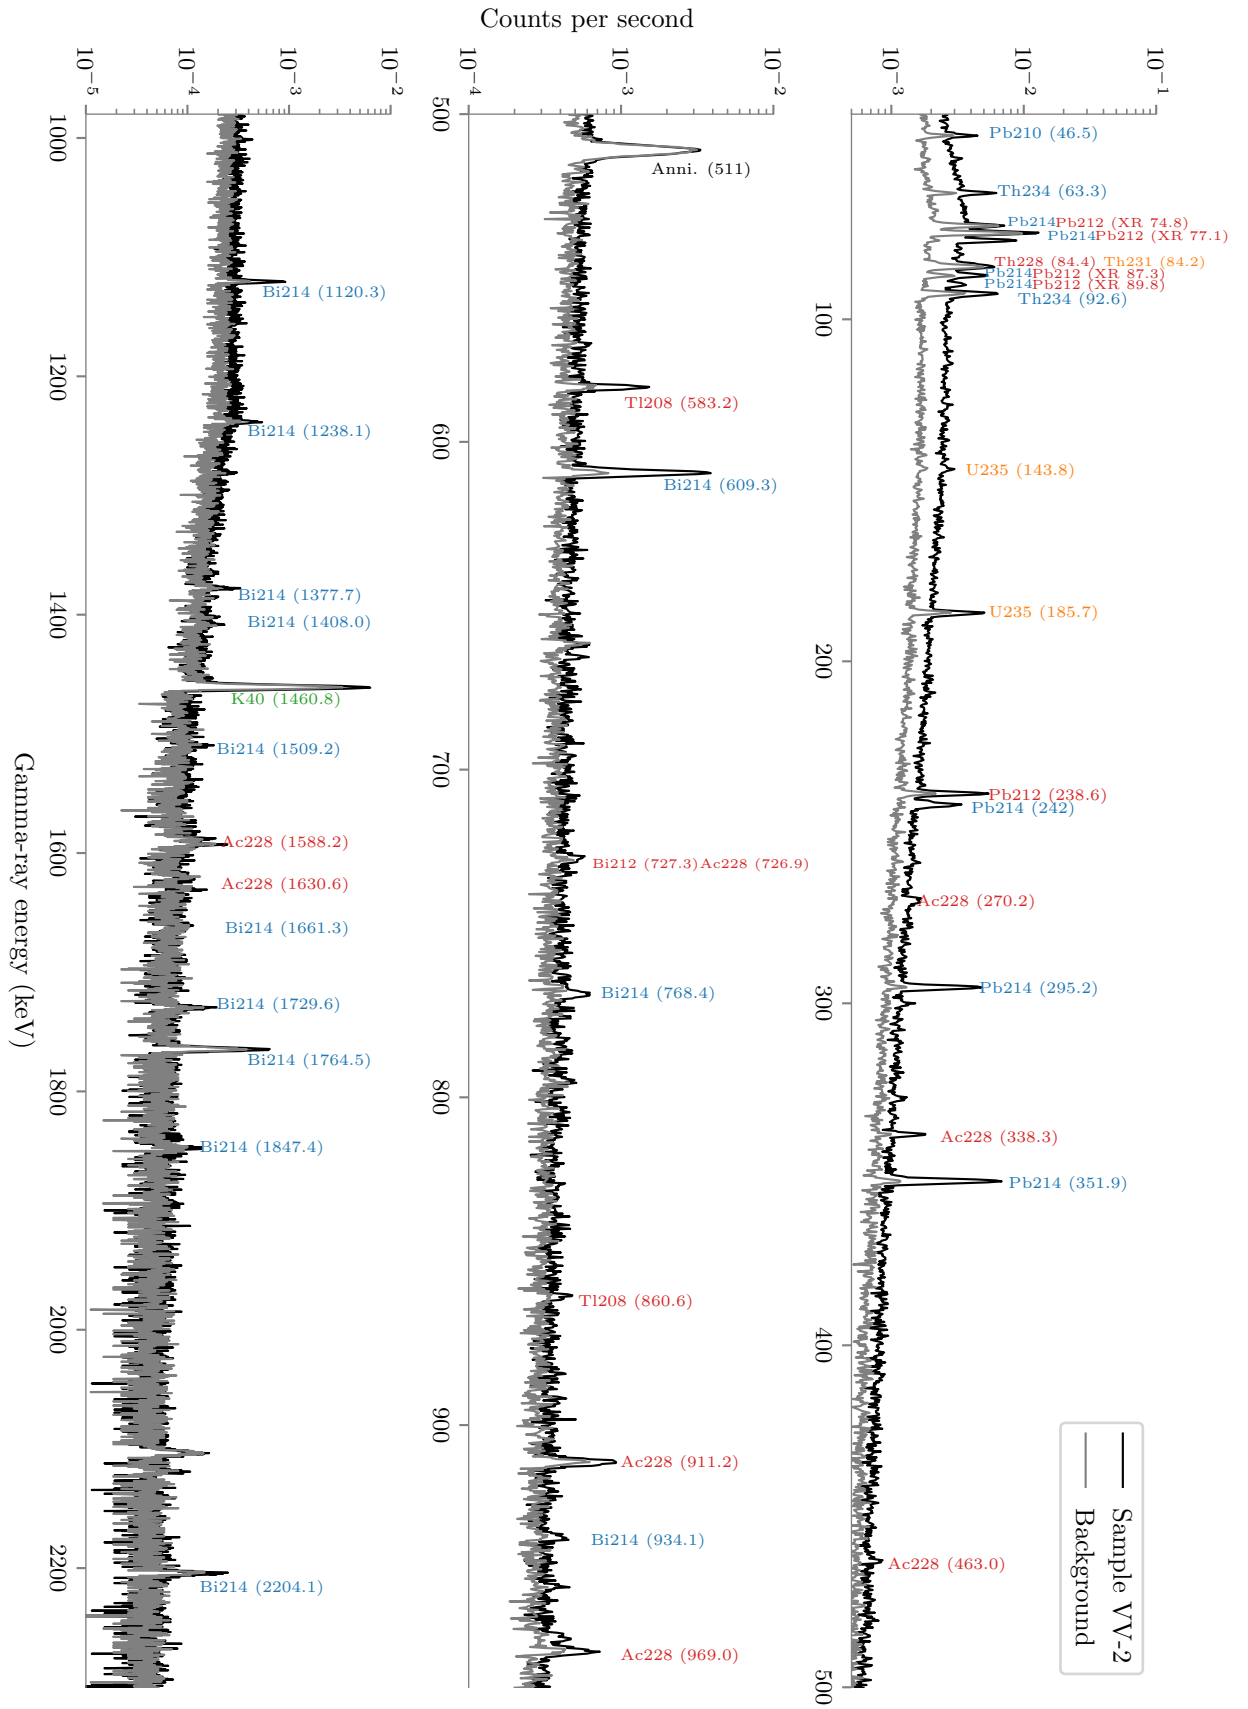 Counts per second
10−3
10−2
10−1
Pb210 (46.5)
Th234 (63.3)
Pb214 Pb212 (XR 74.8)
Pb214 Pb212 (XR 77.1)
Th228 (84.4) Th231 (84.2)
Pb214 Pb212 (XR 87.3)
Pb214 Pb212 (XR 89.8)
Th234 (92.6)
U235 (143.8)
U235 (185.7)
Pb212 (238.6)
Pb214 (242)
Ac228 (270.2)
Pb214 (295.2)
Ac228 (338.3)
Pb214 (351.9)
Ac228 (463.0)
100
200
300
400
500
Sample VV-2
Background
10−4
10−3
10−2
Anni. (511)
Tl208 (583.2)
Bi214 (609.3)
Bi212 (727.3) Ac228 (726.9)
Bi214 (768.4)
Tl208 (860.6)
Ac228 (911.2)
Bi214 (934.1)
Ac228 (969.0)
500
600
700
800
900
10−5
10−4
10−3
10−2
Bi214 (1120.3)
Bi214 (1238.1)
Bi214 (1377.7)
Bi214 (1408.0)
K40 (1460.8)
Bi214 (1509.2)
Ac228 (1588.2)
Ac228 (1630.6)
Bi214 (1661.3)
Bi214 (1729.6)
Bi214 (1764.5)
Bi214 (1847.4)
Bi214 (2204.1)
1000
1200
1400
1600
1800
2000
2200
Gamma-ray energy (keV)